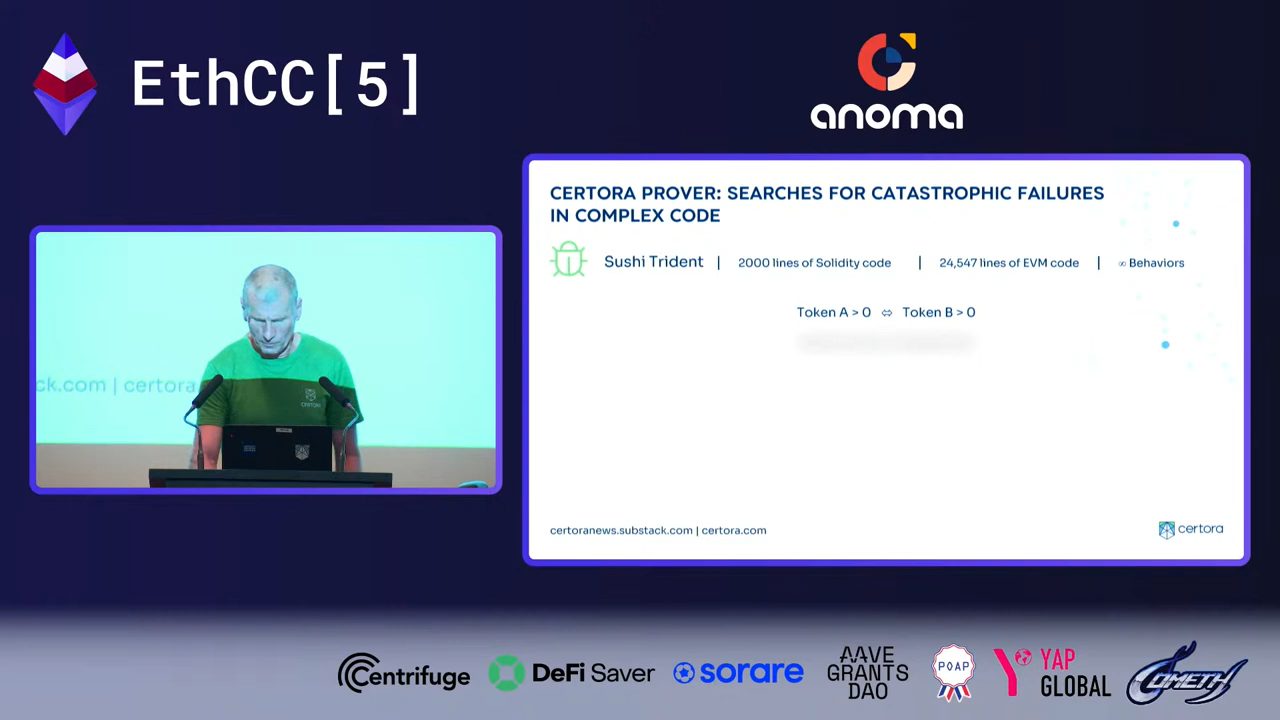 EthCC[5]
anoma
CERTORA PROVER: SEARCHES FOR CATASTROPHIC FAILURES
IN COMPLEX CODE
Sushi Trident | 2000 lines of Solidity code | 24,547 lines of EVM code | ∞ Behaviors
Token A > 0 ⇔ Token B > 0
certoranews.substack.com | certora.com
certora
ck.com | certora
CERTORA
Centrifuge
DeFi Saver
sorare
AAVE
GRANTS
DAO
POAP
YAP
GLOBAL
COMETH